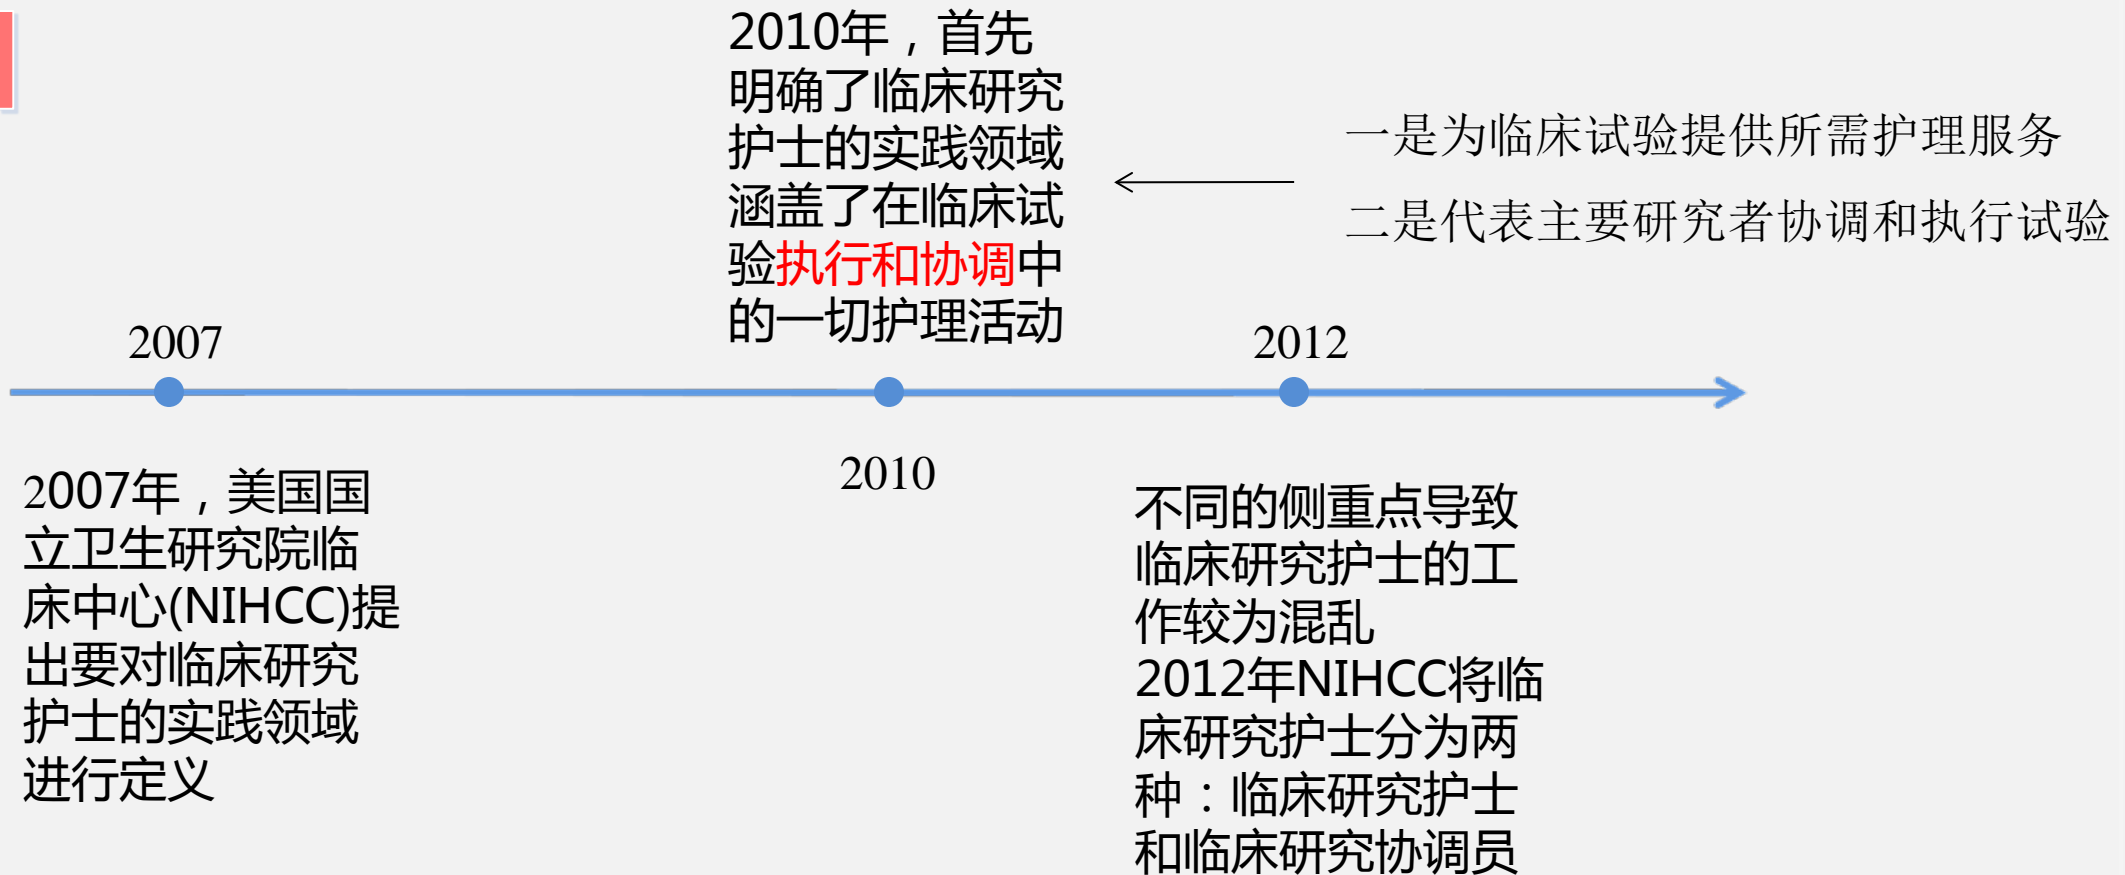 2010年，首先
明确了临床研究
护士的实践领域
涵盖了在临床试
验执行和协调中
的一切护理活动
一是为临床试验提供所需护理服务
二是代表主要研究者协调和执行试验
2007
2012
2010
2007年，美国国
立卫生研究院临
床中心(NIHCC)提
出要对临床研究
护士的实践领域
进行定义
不同的侧重点导致
临床研究护士的工
作较为混乱
2012年NIHCC将临
床研究护士分为两
种：临床研究护士
和临床研究协调员